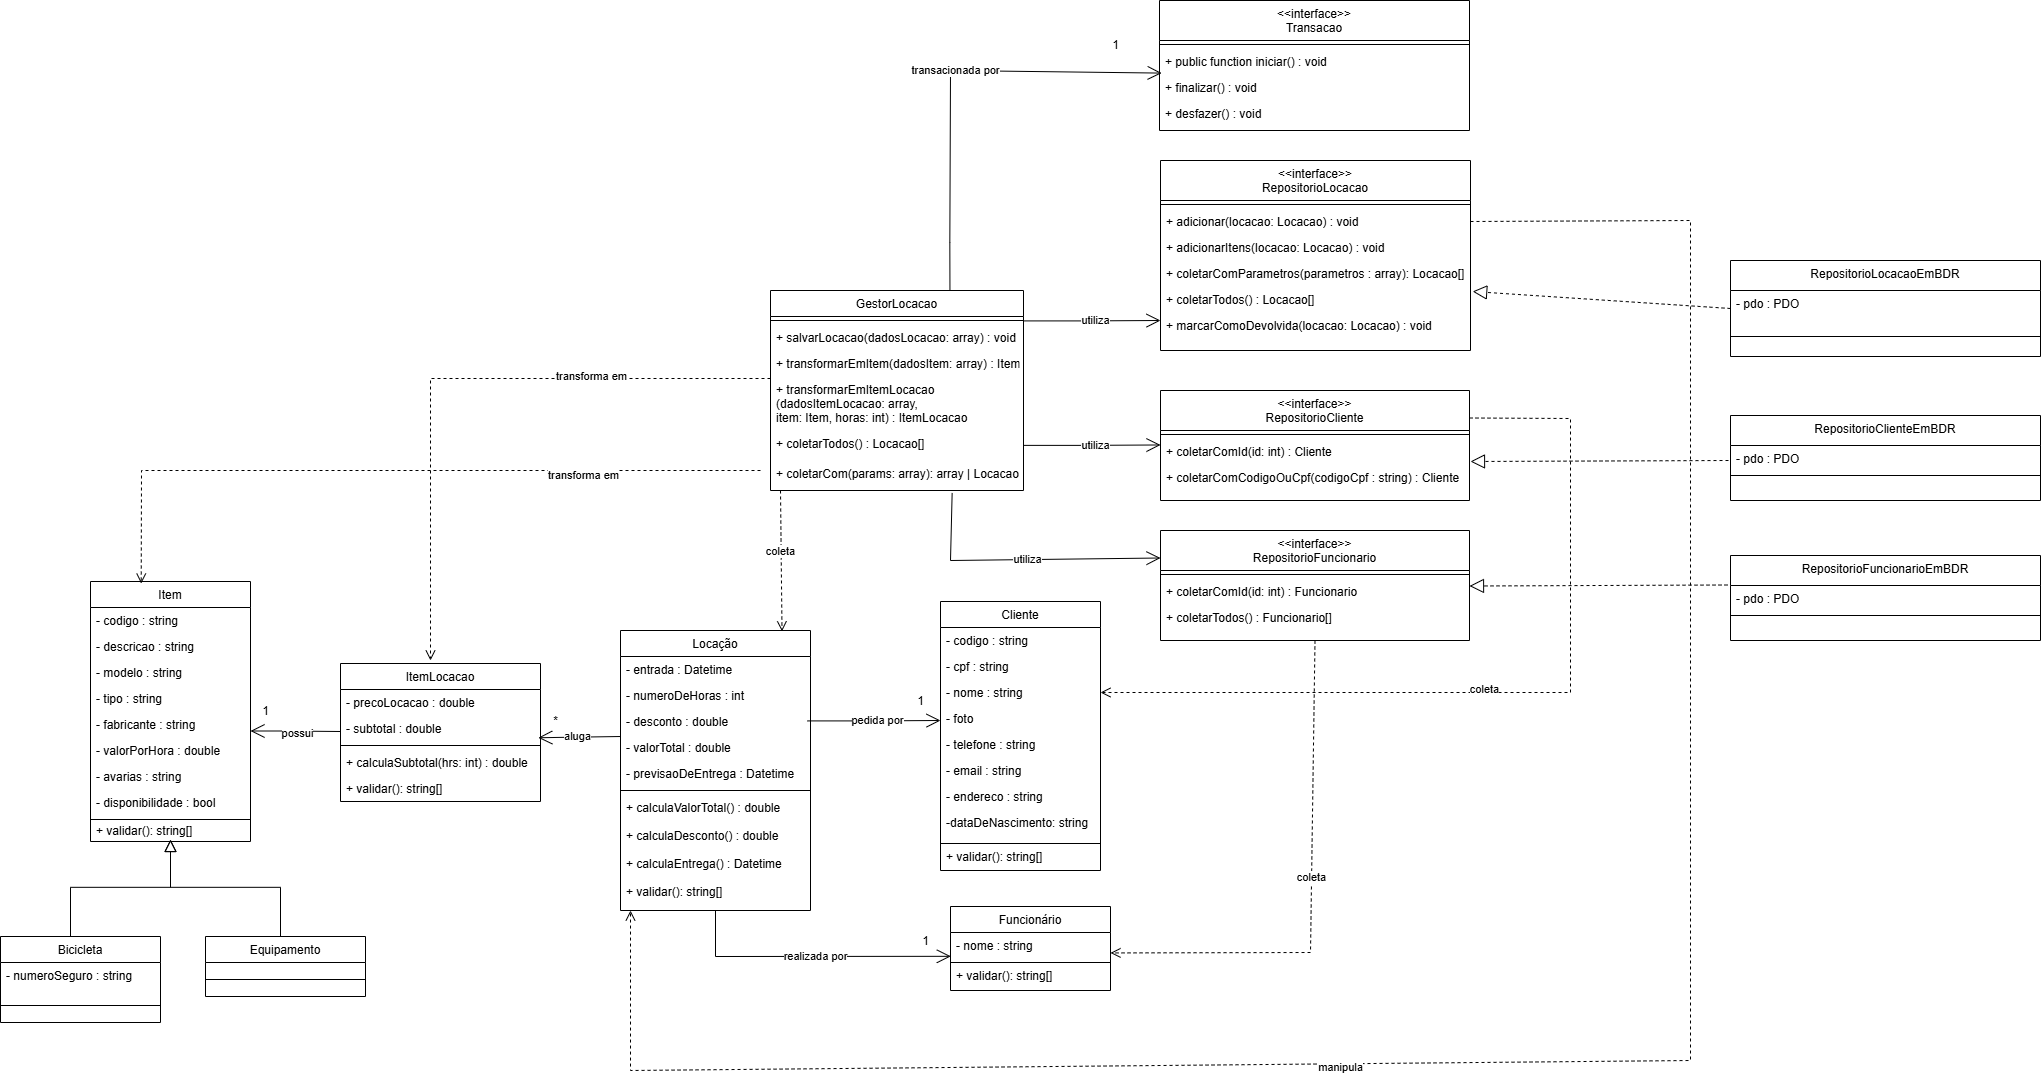 <<interface>>
Transacao
+ public function iniciar() : void
+ finalizar() : void
+ desfazer() : void
1
transacionada por
<<interface>>
RepositorioLocacao
+ adicionar(locacao: Locacao) : void
+ adicionarItens(locacao: Locacao) : void
+ coletarComParametros(parametros : array): Locacao[]
+ coletarTodos() : Locacao[]
+ marcarComoDevolvida(locacao: Locacao) : void
RepositorioLocacaoEmBDR
- pdo : PDO
GestorLocacao
+ salvarLocacao(dadosLocacao: array) : void
+ transformarEmItem(dadosItem: array) : Item
+ transformarEmItemLocacao
(dadosItemLocacao: array,
item: Item, horas: int) : ItemLocacao
+ coletarTodos() : Locacao[]
+ coletarCom(params: array): array | Locacao
utiliza
utiliza
utiliza
transforma em
transforma em
coleta
<<interface>>
RepositorioCliente
+ coletarComId(id: int) : Cliente
+ coletarComCodigoOuCpf(codigoCpf : string) : Cliente
RepositorioClienteEmBDR
- pdo : PDO
<<interface>>
RepositorioFuncionario
+ coletarComId(id: int) : Funcionario
+ coletarTodos() : Funcionario[]
RepositorioFuncionarioEmBDR
- pdo : PDO
Item
- codigo : string
- descricao : string
- modelo : string
- tipo : string
- fabricante : string
- valorPorHora : double
- avarias : string
- disponibilidade : bool
+ validar(): string[]
1
possui
ItemLocacao
- precoLocacao : double
- subtotal : double
+ calculaSubtotal(hrs: int) : double
+ validar(): string[]
*
aluga
Locação
- entrada : Datetime
- numeroDeHoras : int
- desconto : double
- valorTotal : double
- previsaoDeEntrega : Datetime
+ calculaValorTotal() : double
+ calculaDesconto() : double
+ calculaEntrega() : Datetime
+ validar(): string[]
1
pedida por
Cliente
- codigo : string
- cpf : string
- nome : string
- foto
- telefone : string
- email : string
- endereco : string
-dataDeNascimento: string
+ validar(): string[]
coleta
coleta
Bicicleta
- numeroSeguro : string
Equipamento
1
realizada por
Funcionário
- nome : string
+ validar(): string[]
manipula